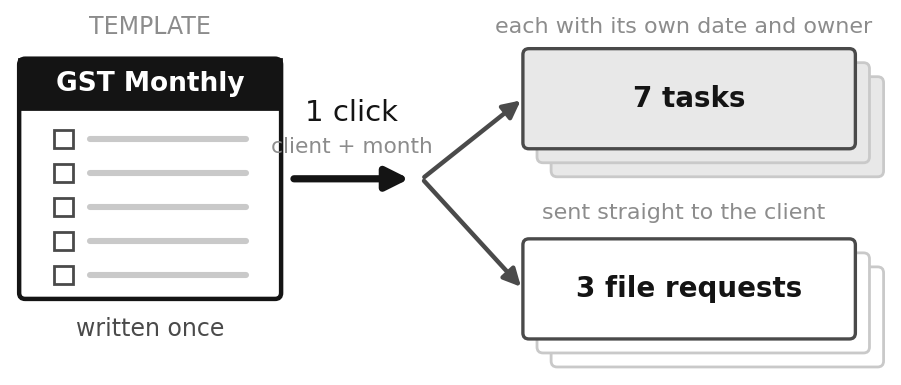 TEMPLATE
GST Monthly
written once
1 click
client + month
each with its own date and owner
7 tasks
sent straight to the client
3 file requests